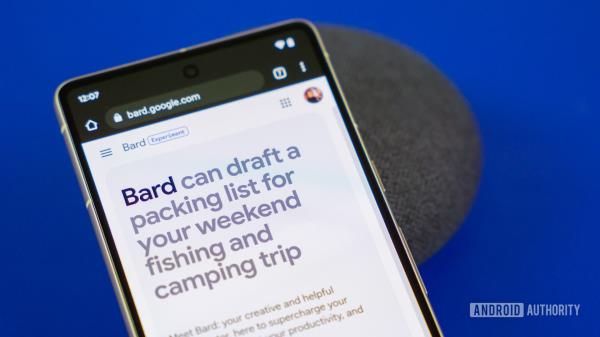 12:07
bard.google.com
Bard Experiment
Bard can draft a
packing list for
your weekend
fishing and
camping trip
Meet Bard: your creative and helpful
here to supercharge your
your productivity, and
ANDROID AUTHORITY